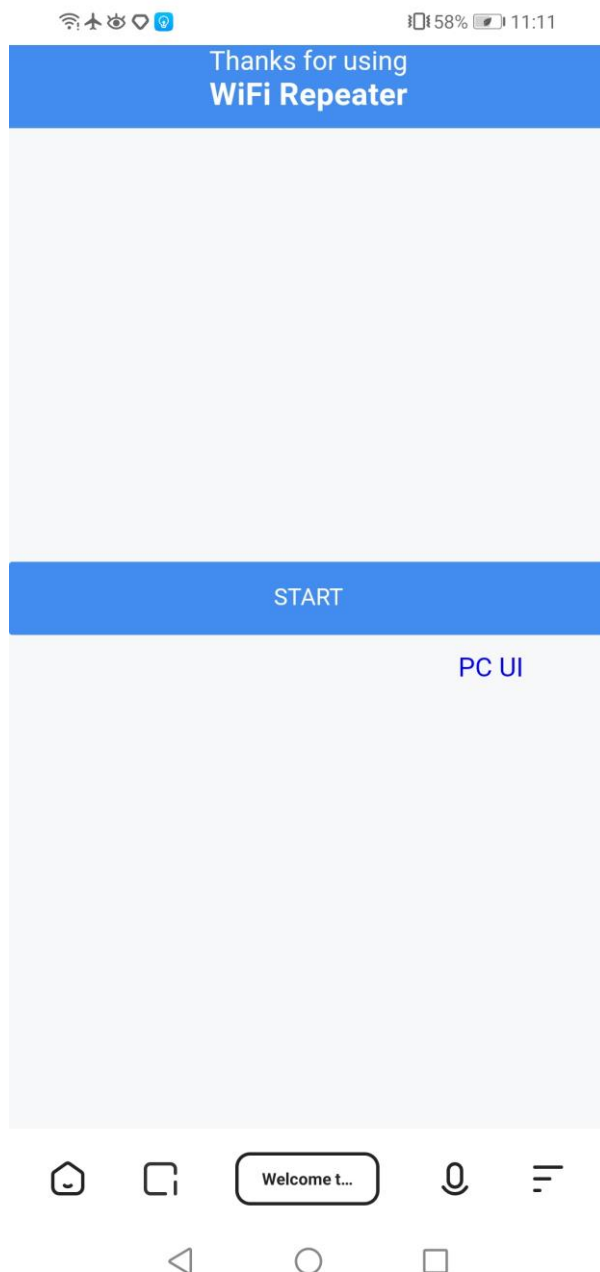 58% 11:11
Thanks for using
WiFi Repeater
START
PC UI
Welcome t...